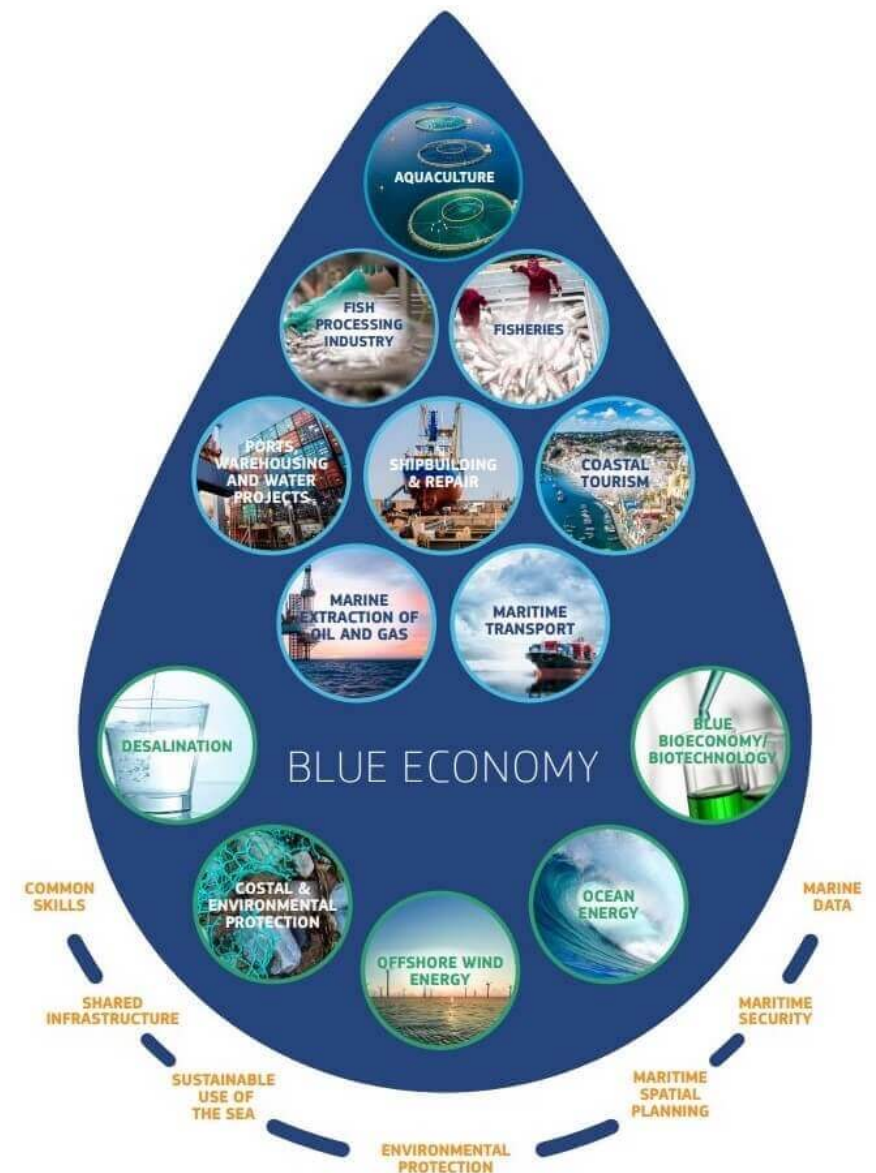 AQUACULTURE
FISH
PROCESSING
INDUSTRY
FISHERIES
PORTS,
WAREHOUSING
AND WATER
PROJECTS
SHIPBUILDING
& REPAIR
COASTAL
TOURISM
MARINE
EXTRACTION OF
OIL AND GAS
MARITIME
TRANSPORT
DESALINATION
BLUE ECONOMY
BLUE
BIOECONOMY/
BIOTECHNOLOGY
COSTAL &
ENVIRONMENTAL
PROTECTION
OFFSHORE WIND
ENERGY
OCEAN
ENERGY
COMMON
SKILLS
SHARED
INFRASTRUCTURE
SUSTAINABLE
USE OF
THE SEA
ENVIRONMENTAL
PROTECTION
MARITIME
SPATIAL
PLANNING
MARITIME
SECURITY
MARINE
DATA